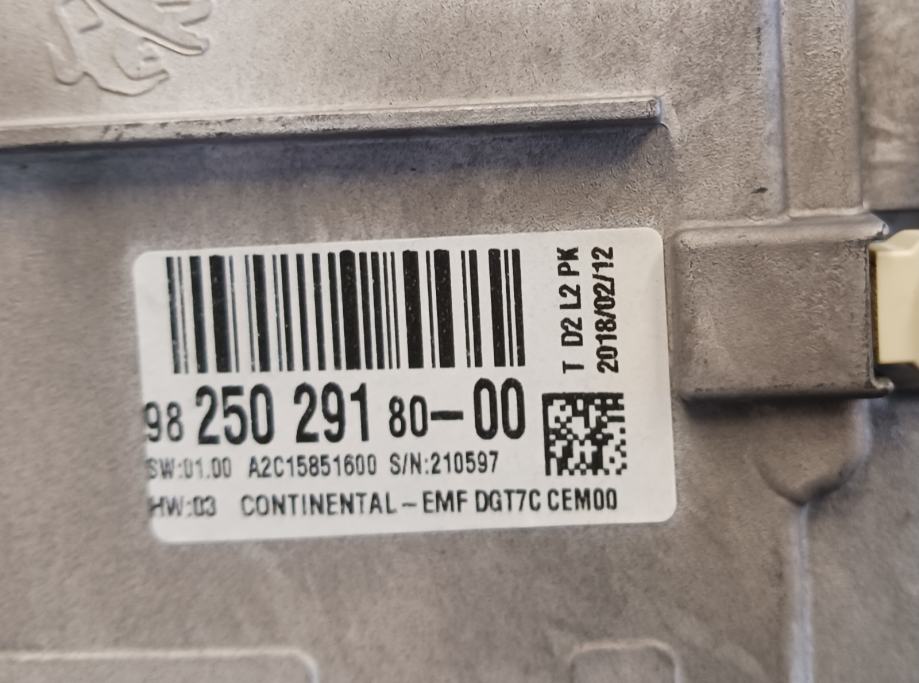 98 250 291 80-00
SW:01.00 A2C15851600 S/N:210597
HW:03 CONTINENTAL-EMF DGT7C CEM00
T D2 L2 PK
2018/02/12